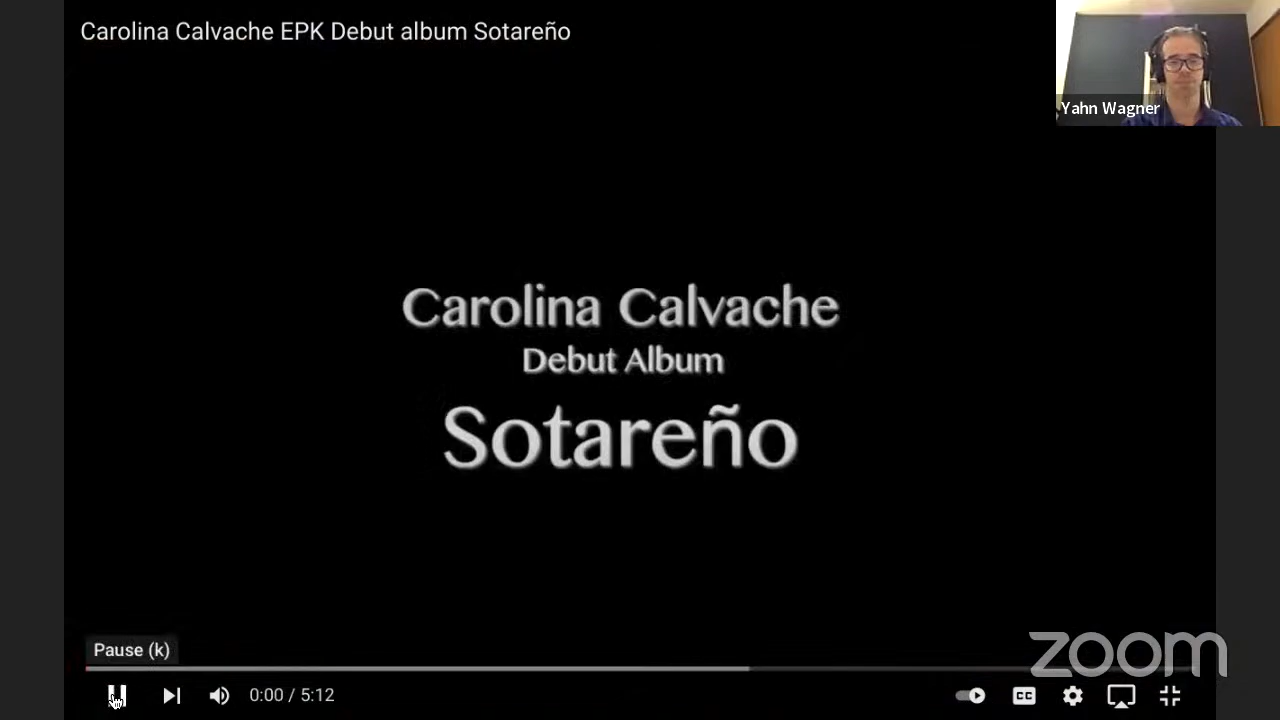 Carolina Calvache EPK Debut album Sotareño
Yahn Wagner
Carolina Calvache
Debut Album
Sotareño
Pause (k)
0:00 / 5:12
CC
zoom